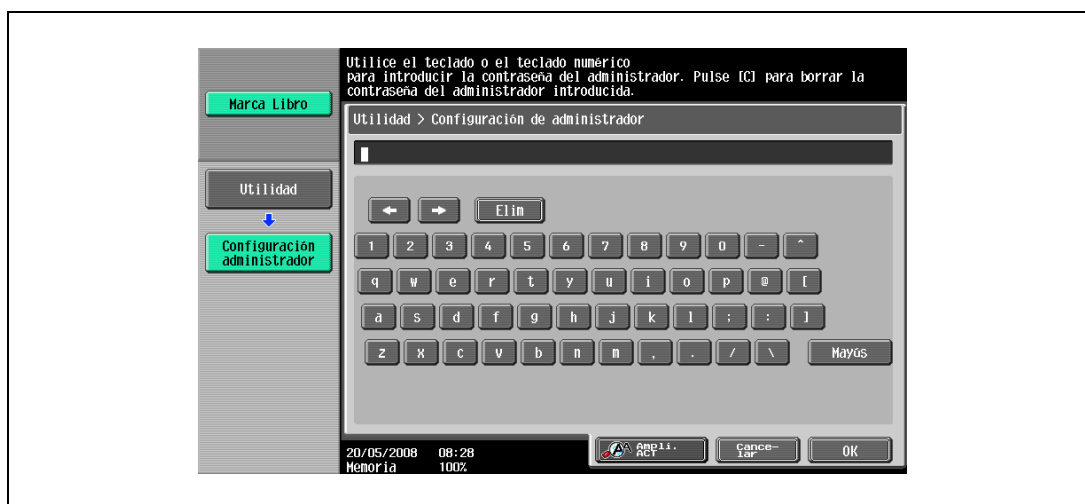 Utilice el teclado o el teclado numérico
para introducir la contraseña del administrador. Pulse [C] para borrar la
contraseña del administrador introducida.
Marca Libro
Utilidad > Configuración de administrador
Utilidad
Configuración
administrador
Elim
1 2 3 4 5 6 7 8 9 0 - ^
q w e r t y u i o p @ [
a s d f g h j k l ; : ]
z x c v b n m , . / \ Mayús
20/05/2008 08:28
Memoria 100%
Ampli.
ACT
Cance-
lar
OK